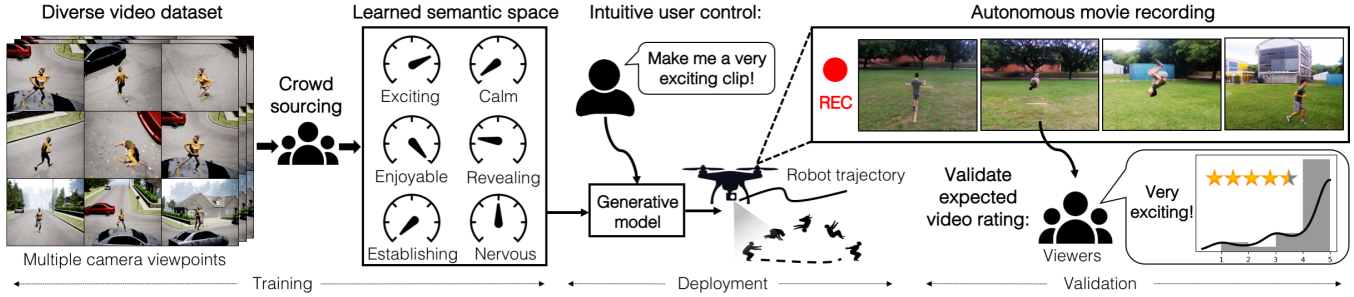 Diverse video dataset
Learned semantic space
Intuitive user control:
Autonomous movie recording
Crowd
sourcing
Exciting
Calm
Enjoyable
Revealing
Establishing
Nervous
Make me a very
exciting clip!
Generative
model
Robot trajectory
REC
Validate
expected
video rating:
Viewers
Very
exciting!
1 2 3 4 5
Multiple camera viewpoints
Training
Deployment
Validation